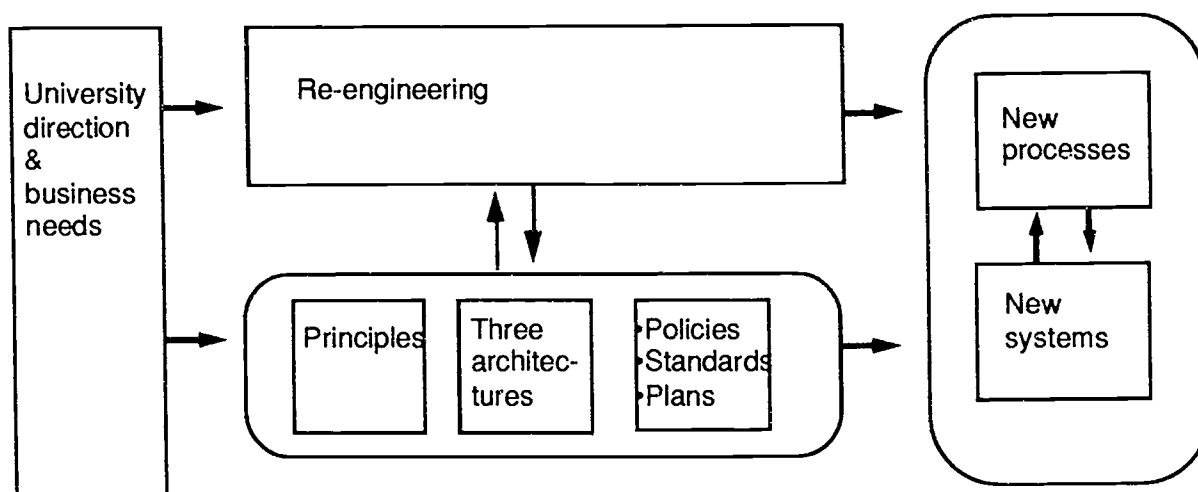 University
direction
&
business
needs
Re-engineering
Principles
Three
architec-
tures
•Policies
•Standards
•Plans
New
processes
New
systems